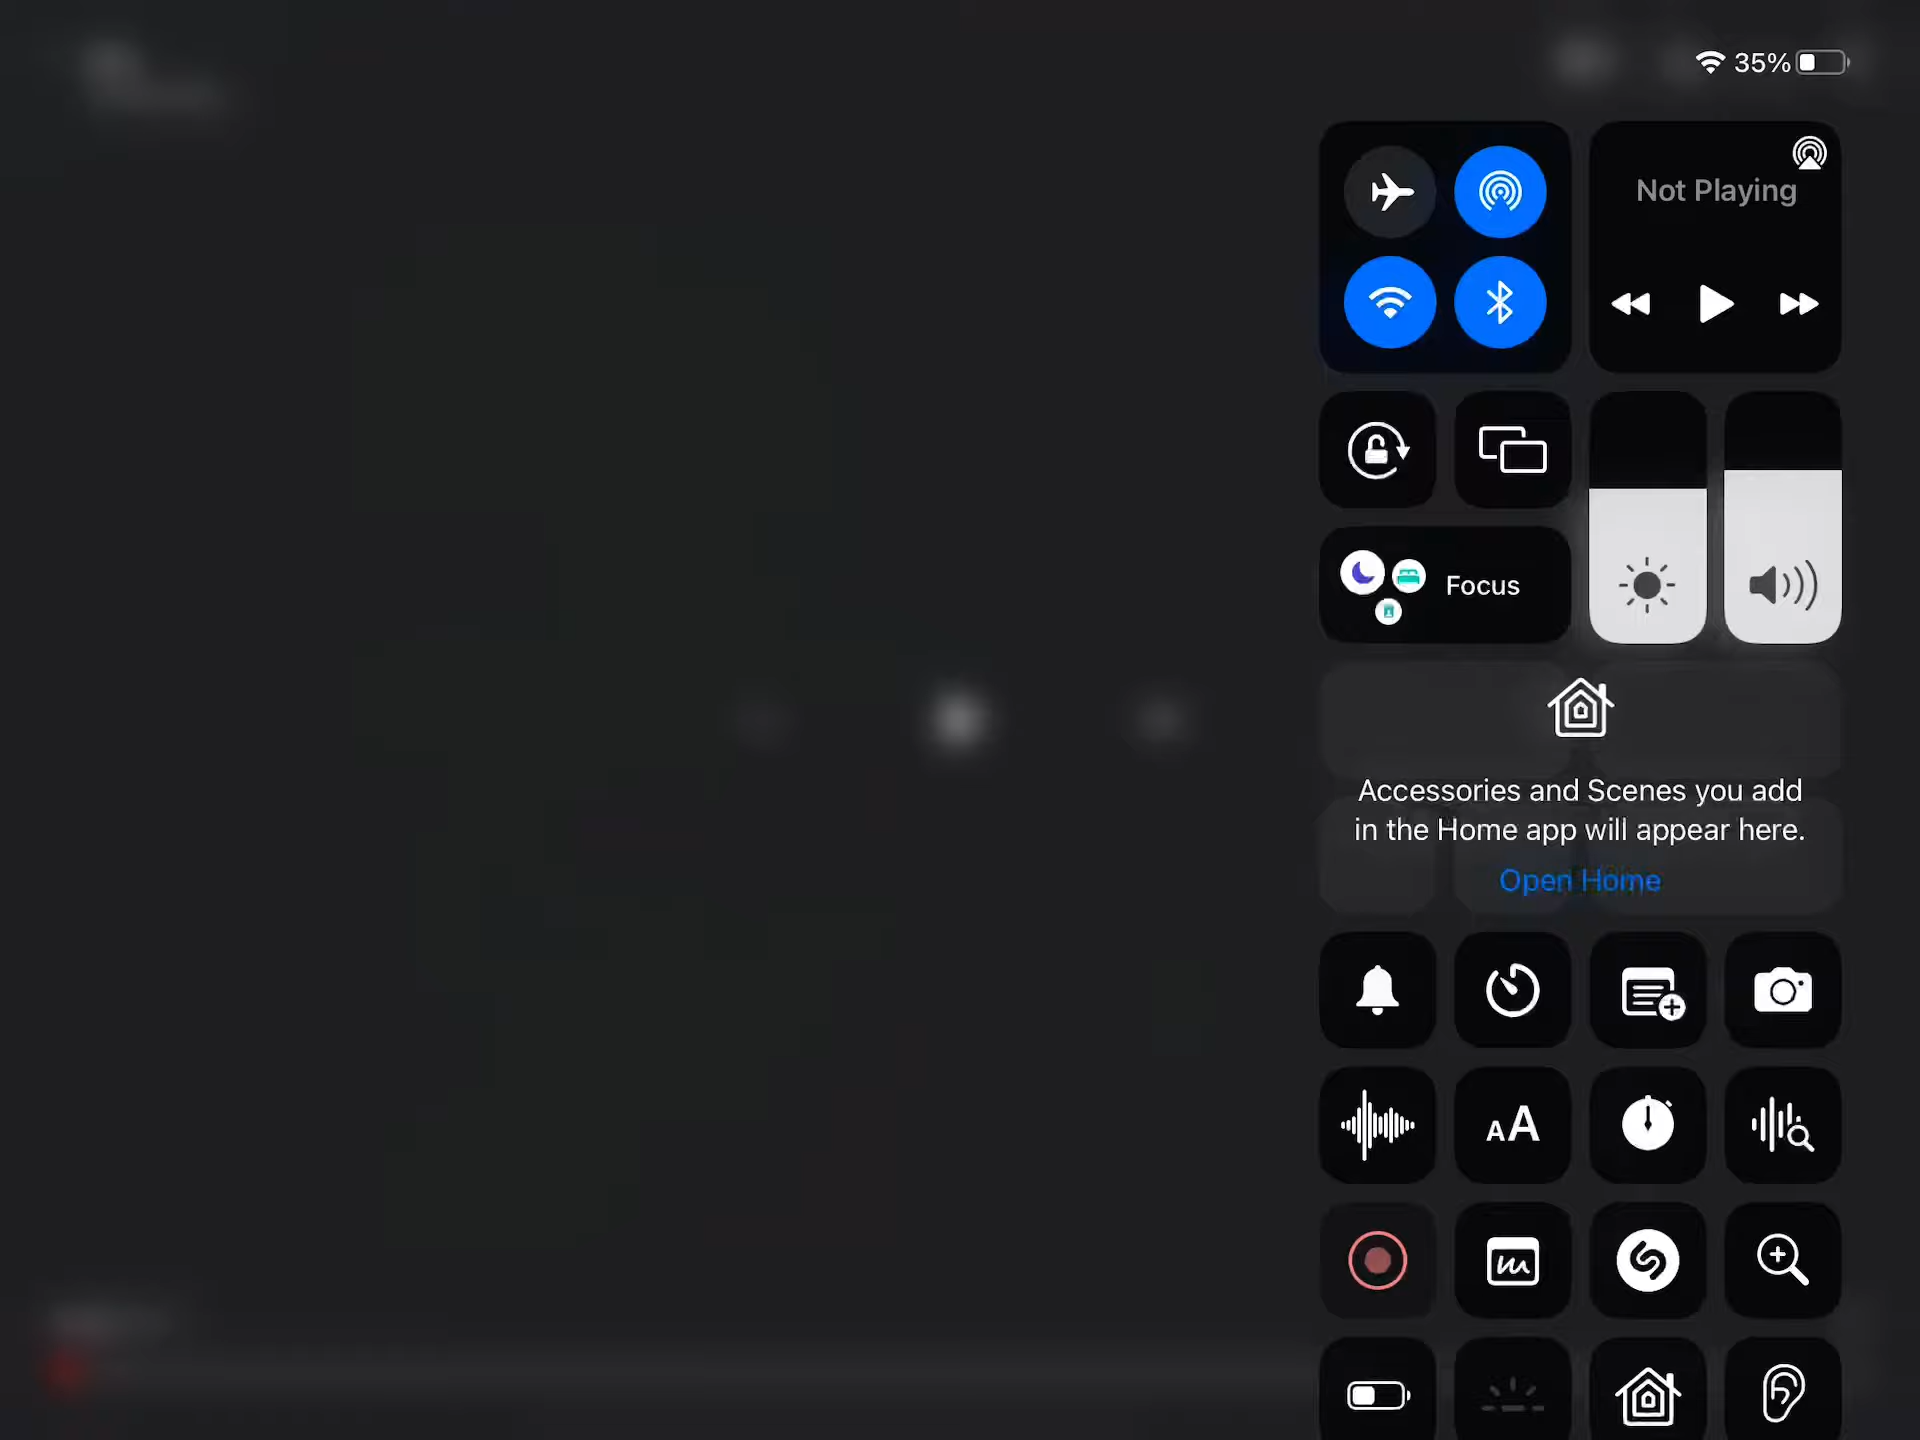 35%
Not Playing
Focus
Accessories and Scenes you add
in the Home app will appear here.
Open Home
AA